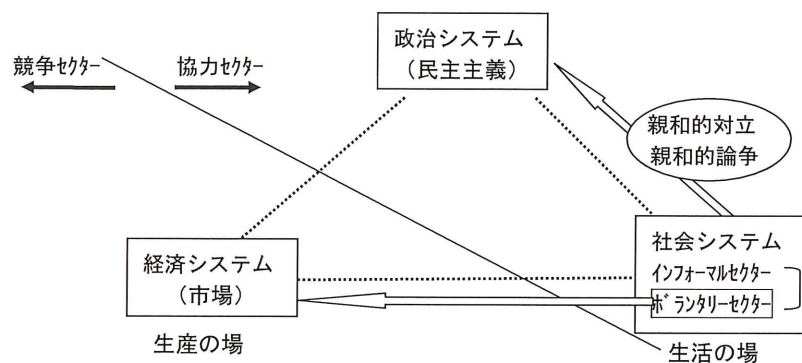 政治システム
（民主主義）
競争ｾｸﾀｰ
協力ｾｸﾀｰ
親和的対立
親和的論争
経済システム
（市場）
社会システム
ｲﾝﾌｫｰﾏﾙｾｸﾀｰ
ﾎﾞﾗﾝﾀﾘｰｾｸﾀｰ
生産の場
生活の場